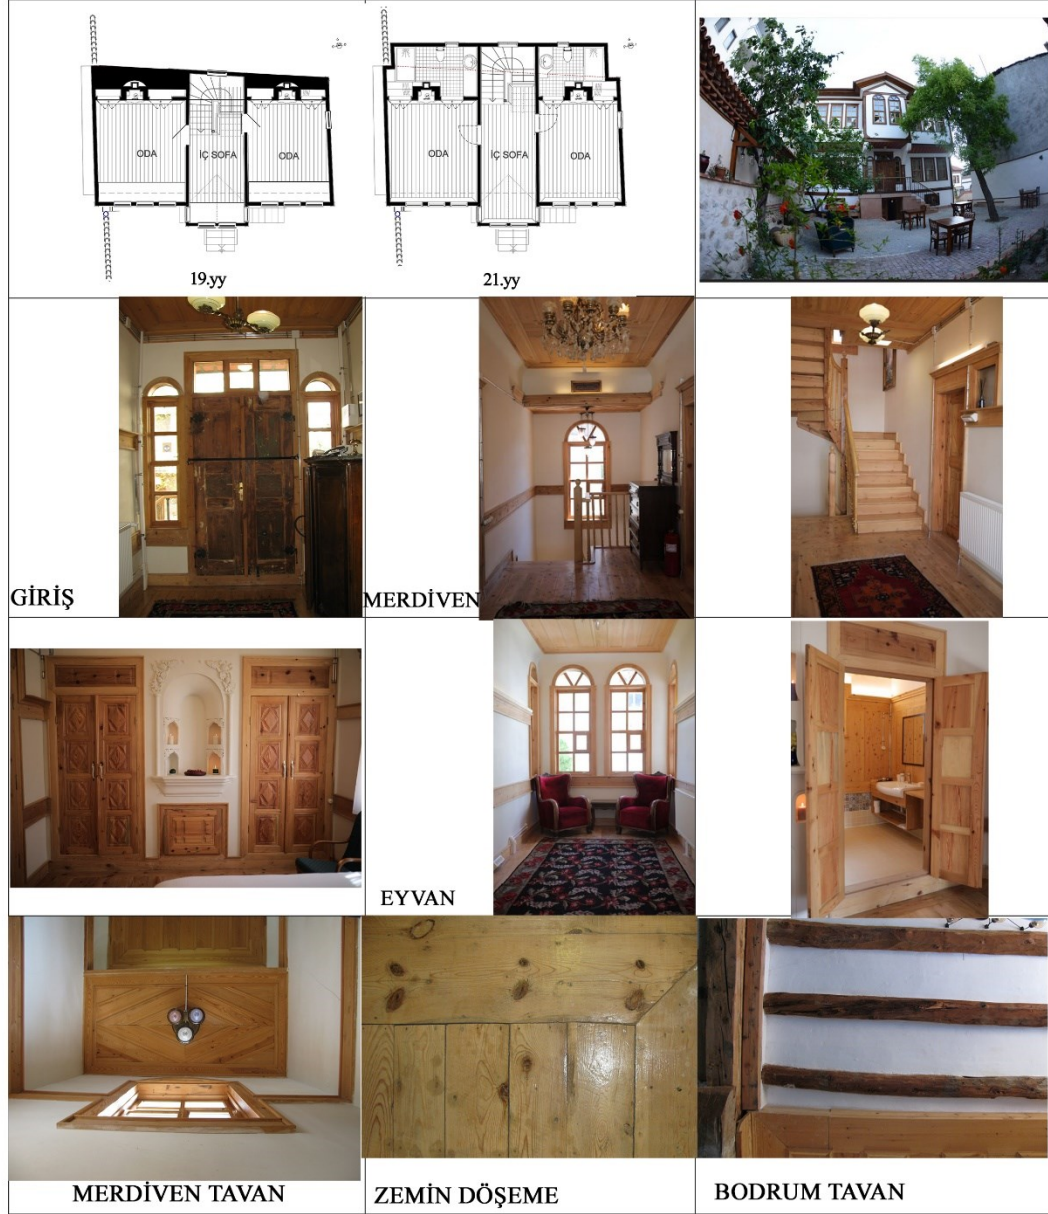 ODA
İÇ SOFA
ODA
19.yy
ODA
İÇ SOFA
ODA
21.yy
GİRİŞ
MERDİVEN
EYVAN
MERDİVEN TAVAN
ZEMİN DÖŞEME
BODRUM TAVAN